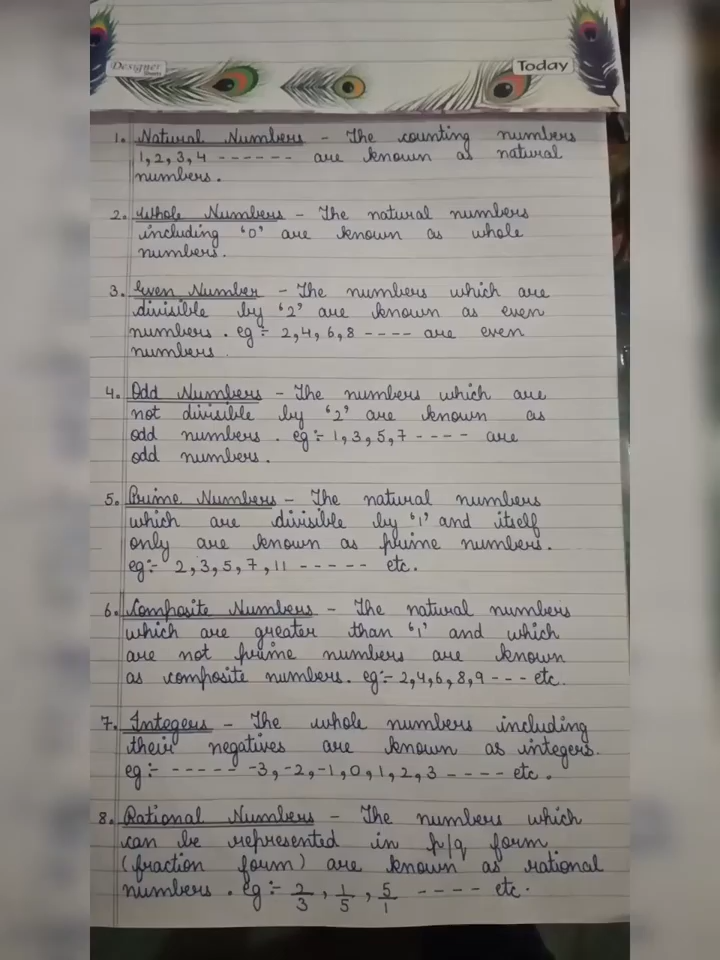 Designer
Today
1. Natural Numbers - The counting numbers
1, 2, 3, 4 ------ are known as natural
numbers.
2. Whole Numbers - The natural numbers
including '0' are known as whole
numbers.
3. Even Number - The numbers which are
divisible by '2' are known as even
numbers. eg :- 2, 4, 6, 8 ---- are even
numbers.
4. Odd Numbers - The numbers which are
not divisible by '2' are known as
odd numbers. eg :- 1, 3, 5, 7 ---- are
odd numbers.
5. Prime Numbers - The natural numbers
which are divisible by '1' and itself
only are known as prime numbers.
eg :- 2, 3, 5, 7, 11 ----- etc.
6. Composite Numbers - The natural numbers
which are greater than '1' and which
are not prime numbers are known
as composite numbers. eg :- 2, 4, 6, 8, 9 --- etc.
7. Integers - The whole numbers including
their negatives are known as integers.
eg :- ----- -3, -2, -1, 0, 1, 2, 3 ---- etc.
8. Rational Numbers - The numbers which
can be represented in p/q form
(fraction form) are known as rational
numbers. eg :- 2/3, 1/5, 5/1 ---- etc.